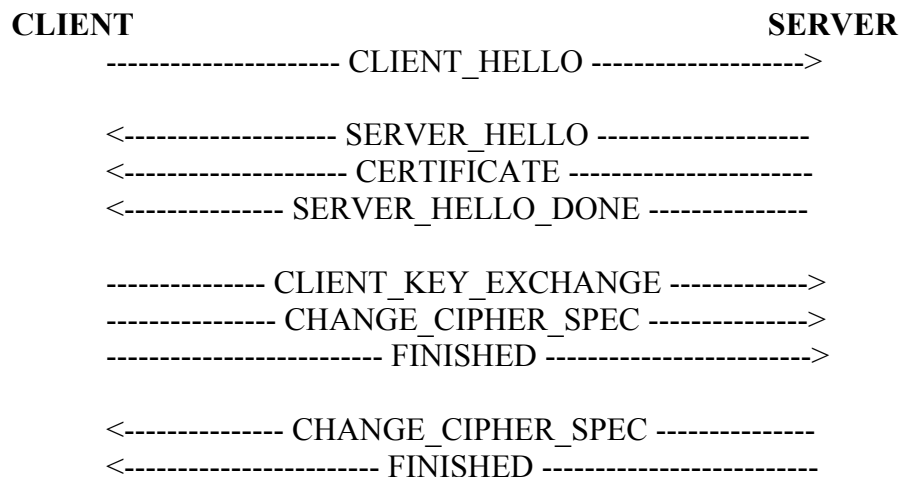 CLIENT SERVER
--------------------- CLIENT_HELLO -------------------->
<-------------------- SERVER_HELLO --------------------
<--------------------- CERTIFICATE -----------------------
<--------------- SERVER_HELLO_DONE ---------------
--------------- CLIENT_KEY_EXCHANGE ------------->
---------------- CHANGE_CIPHER_SPEC --------------->
-------------------------- FINISHED ------------------------->
<--------------- CHANGE_CIPHER_SPEC ---------------
<------------------------ FINISHED --------------------------